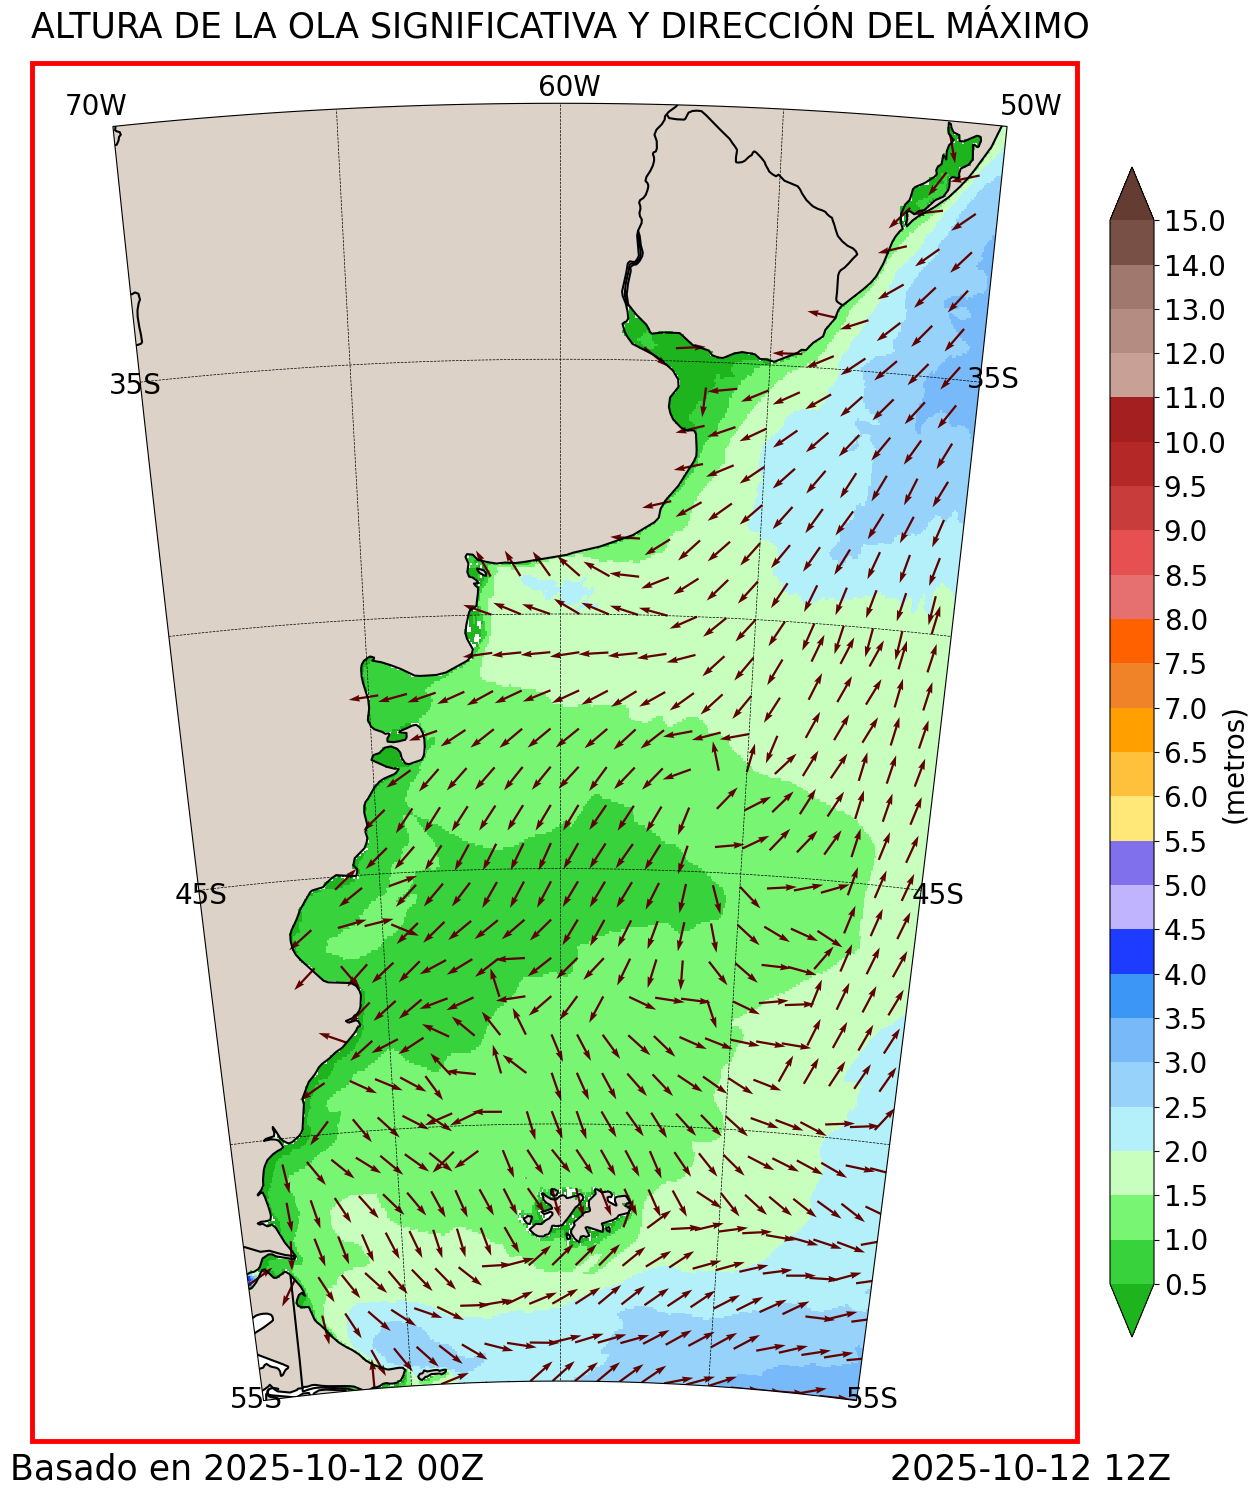 ALTURA DE LA OLA SIGNIFICATIVA Y DIRECCIÓN DEL MÁXIMO
70W
60W
50W
35S
35S
45S
45S
55S
55S
15.0
14.0
13.0
12.0
11.0
10.0
9.5
9.0
8.5
8.0
7.5
7.0
6.5
6.0
5.5
5.0
4.5
4.0
3.5
3.0
2.5
2.0
1.5
1.0
0.5
(metros)
Basado en 2025-10-12 00Z
2025-10-12 12Z